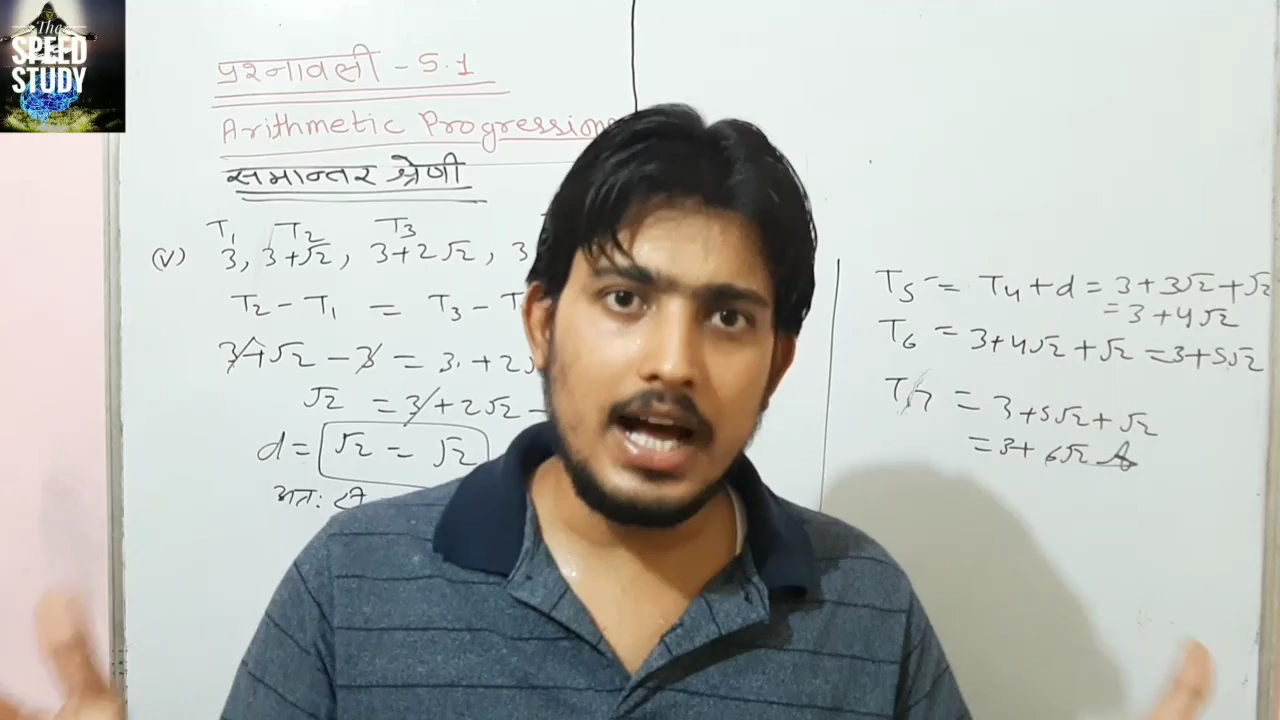 The
SPEED
STUDY
प्रश्नावली - 5.1
Arithmetic Progressions
समान्तर श्रेणी
T₁ T₂ T₃
(v) 3, 3+√2, 3+2√2, 3
T₂ - T₁ = T₃ - T
3+√2 - 3 = 3+2√
√2 = 3+2√2 -
d = √2 = √2
अतः
T₅ = T₄ + d = 3+3√2+√2
= 3+4√2
T₆ = 3+4√2+√2 = 3+5√2
T₇ = 3+5√2+√2
= 3+6√2